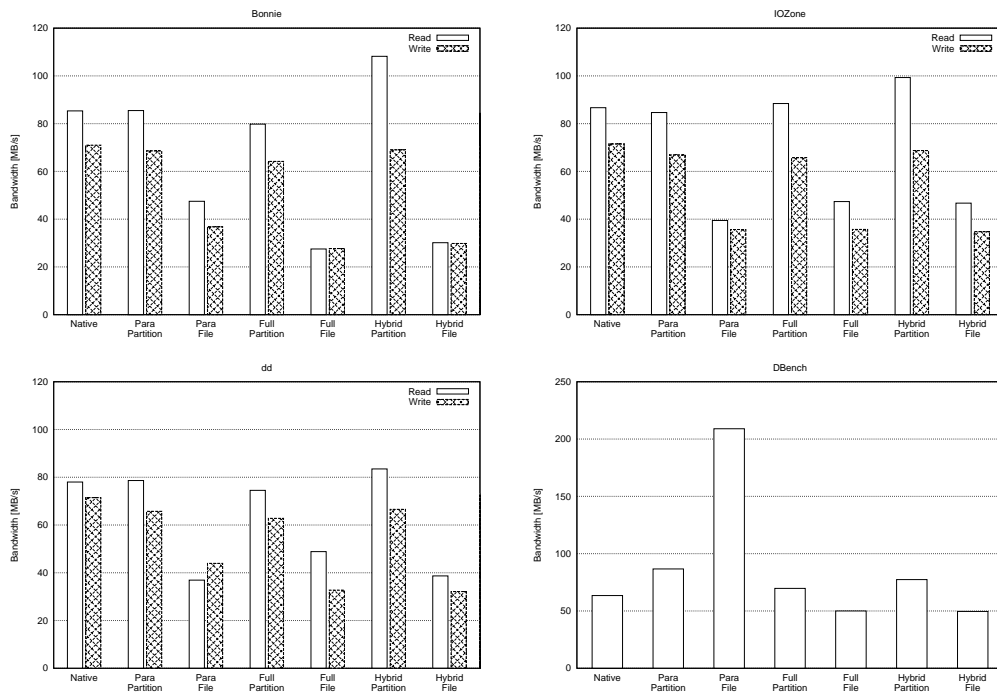 Bonnie
120
100
80
60
40
20
0
Bandwidth [MB/s]
Read
Write
Native
Para
Partition
Para
File
Full
Partition
Full
File
Hybrid
Partition
Hybrid
File
IOZone
120
100
80
60
40
20
0
Bandwidth [MB/s]
Read
Write
Native
Para
Partition
Para
File
Full
Partition
Full
File
Hybrid
Partition
Hybrid
File
dd
120
100
80
60
40
20
0
Bandwidth [MB/s]
Read
Write
Native
Para
Partition
Para
File
Full
Partition
Full
File
Hybrid
Partition
Hybrid
File
DBench
250
200
150
100
50
0
Bandwidth [MB/s]
Native
Para
Partition
Para
File
Full
Partition
Full
File
Hybrid
Partition
Hybrid
File